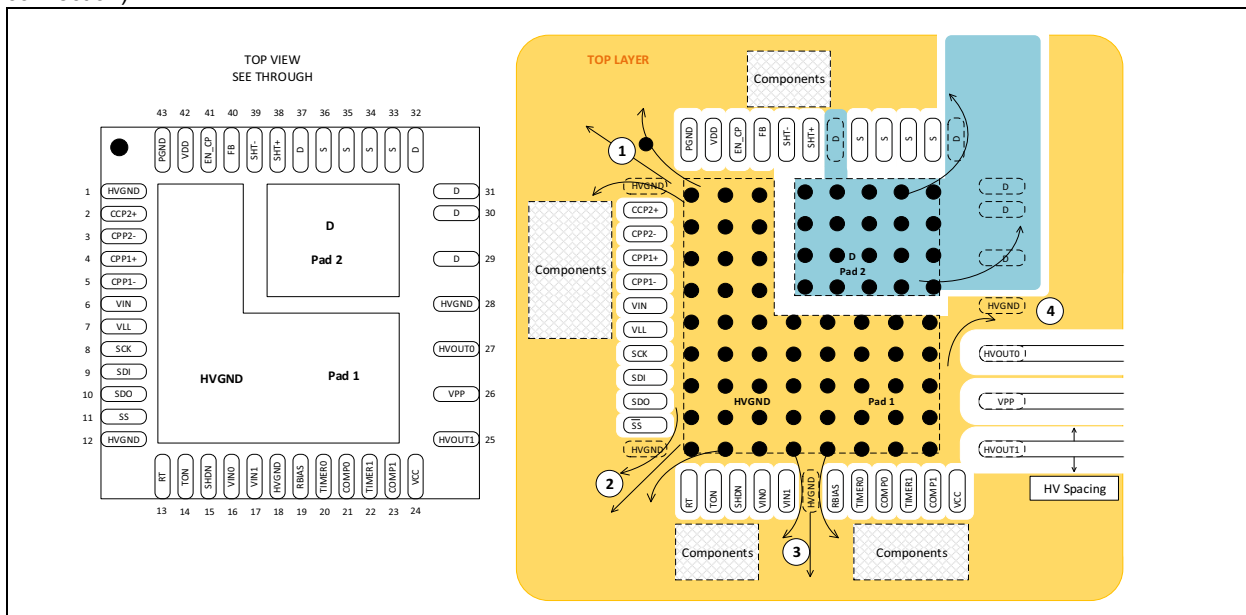 TOP VIEW
SEE THROUGH
43 42 41 40 39 38 37 36 35 34 33 32
PGND VDD EN_CP FB SHT- SHT+ D S S S S D
1 HVGND
2 CCP2+
3 CPP2-
4 CPP1+
5 CPP1-
6 VIN
7 VLL
8 SCK
9 SDI
10 SDO
11 SS
12 HVGND
D
Pad 2
HVGND
Pad 1
D 31
D 30
D 29
HVGND 28
HVOUT0 27
VPP 26
HVOUT1 25
RT TON SHDN VIN0 VIN1 HVGND RBIAS TIMER0 COMP0 TIMER1 COMP1 VCC
13 14 15 16 17 18 19 20 21 22 23 24
TOP LAYER
Components
PGND VDD EN_CP FB SHT- SHT+ D S S S S D
1
HVGND
CCP2+
CPP2-
CPP1+
CPP1-
VIN
VLL
SCK
SDI
SDO
SS
HVGND
Components
D
Pad 2
HVGND
Pad 1
D
D
D
HVGND
4
HVOUT0
VPP
HVOUT1
HV Spacing
2
RT TON SHDN VIN0 VIN1 HVGND RBIAS TIMER0 COMP0 TIMER1 COMP1 VCC
Components
3
Components